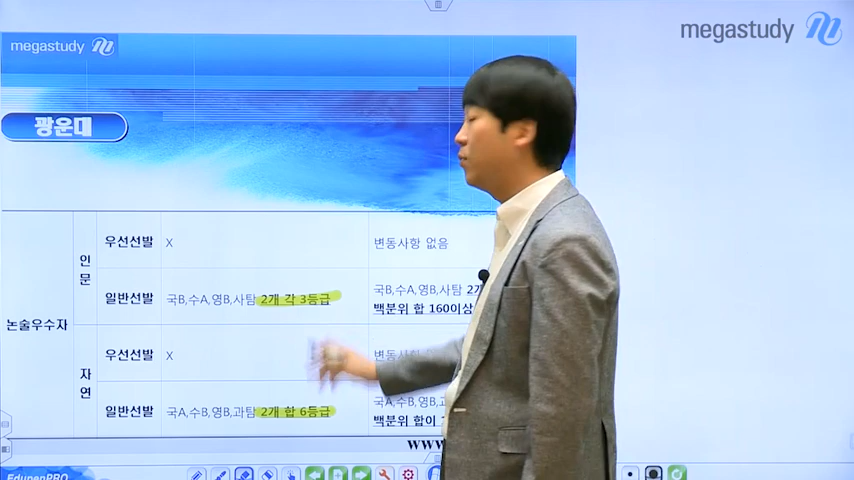 megastudy
megastudy
광운대
논술우수자
인문
우선선발 X 변동사항 없음
일반선발 국B,수A,영B,사탐 2개 각 3등급 국B,수A,영B,사탐
백분위 합 160이상
자연
우선선발 X
일반선발 국A,수B,영B,과탐 2개 합 6등급 국A,수B,영B,
백분위 합이
www
EdupenPRO